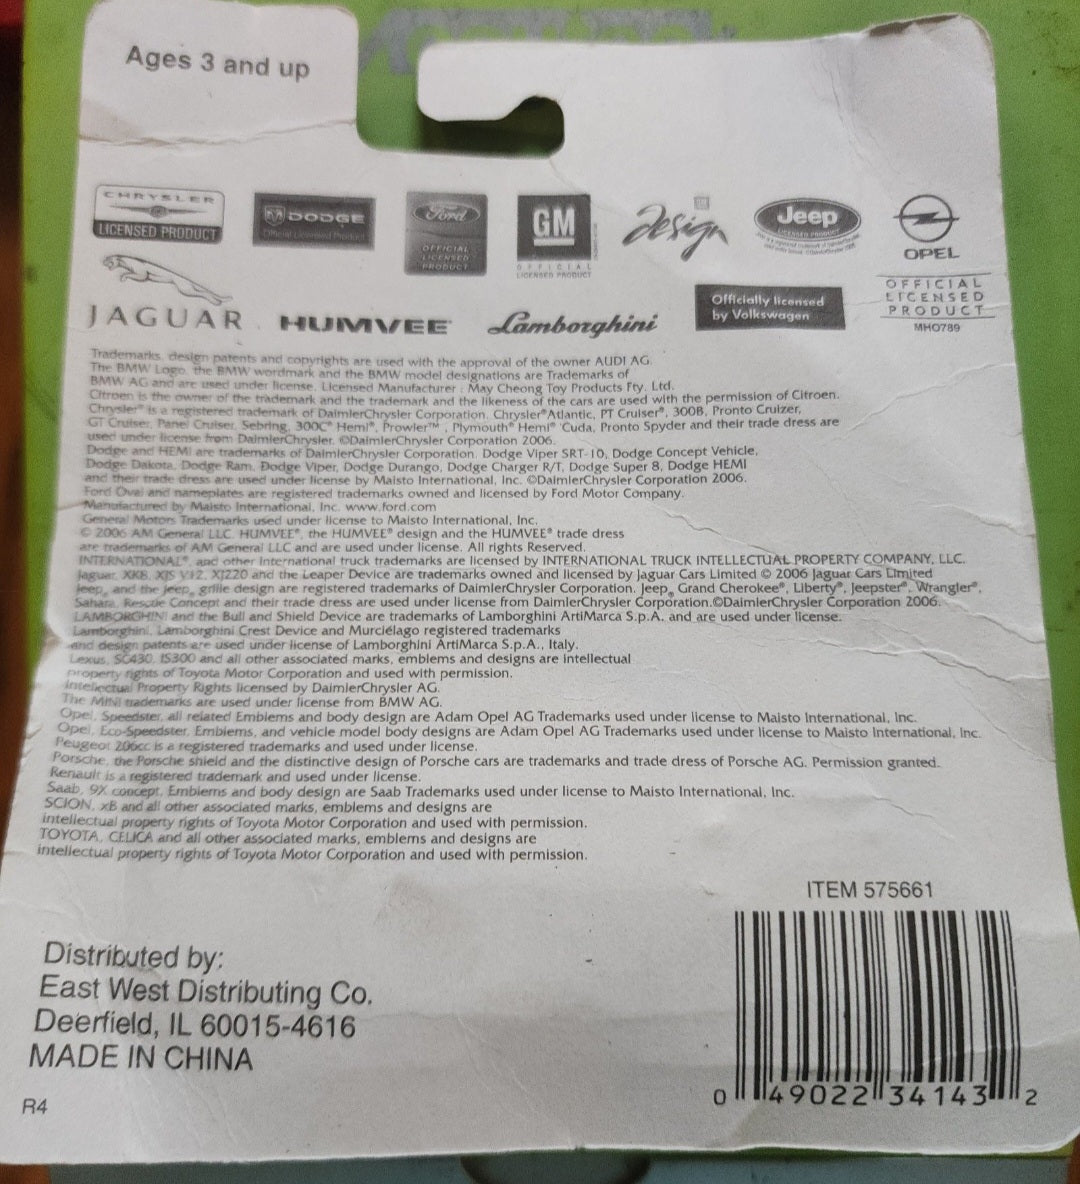 Ages 3 and up
CHRYSLER
LICENSED PRODUCT
DODGE
Official Licensed Product
Ford
OFFICIAL
LICENSED
PRODUCT
GM
OFFICIAL
LICENSED PRODUCT
GM
design
Jeep
LICENSED PRODUCT
OPEL
OFFICIAL
LICENSED
PRODUCT
MHO789
JAGUAR
HUMVEE
Lamborghini
Officially licensed
by Volkswagen
Trademarks, design patents and copyrights are used with the approval of the owner AUDI AG.
The BMW Logo, the BMW wordmark and the BMW model designations are Trademarks of
BMW AG and are used under license. Licensed Manufacturer : May Cheong Toy Products Fty. Ltd.
Citroen is the owner of the trademark and the trademark and the likeness of the cars are used with the permission of Citroen.
Chrysler® is a registered trademark of DaimlerChrysler Corporation. Chrysler®Atlantic, PT Cruiser®, 300B, Pronto Cruizer,
GT Cruiser, Panel Cruiser, Sebring, 300C® Hemi®, Prowler™, Plymouth® Hemi® 'Cuda, Pronto Spyder and their trade dress are
used under license from DaimlerChrysler. ©DaimlerChrysler Corporation 2006.
Dodge and HEMI are trademarks of DaimlerChrysler Corporation. Dodge Viper SRT-10, Dodge Concept Vehicle,
Dodge Dakota, Dodge Ram, Dodge Viper, Dodge Durango, Dodge Charger R/T, Dodge Super 8, Dodge HEMI
and their trade dress are used under license by Maisto International, Inc. ©DaimlerChrysler Corporation 2006.
Ford Oval and nameplates are registered trademarks owned and licensed by Ford Motor Company.
Manufactured by Maisto International, Inc. www.ford.com
General Motors Trademarks used under license to Maisto International, Inc.
© 2006 AM General LLC. HUMVEE®, the HUMVEE® design and the HUMVEE® trade dress
are trademarks of AM General LLC and are used under license. All rights Reserved.
INTERNATIONAL®, and other International truck trademarks are licensed by INTERNATIONAL TRUCK INTELLECTUAL PROPERTY COMPANY, LLC.
Jaguar, XK8, XJS V12, XJ220 and the Leaper Device are trademarks owned and licensed by Jaguar Cars Limited © 2006 Jaguar Cars Limited
Jeep® and the Jeep® grille design are registered trademarks of DaimlerChrysler Corporation. Jeep® Grand Cherokee®, Liberty®, Jeepster®, Wrangler®,
Sahara, Rescue Concept and their trade dress are used under license from DaimlerChrysler Corporation.©DaimlerChrysler Corporation 2006.
LAMBORGHINI and the Bull and Shield Device are trademarks of Lamborghini ArtiMarca S.p.A. and are used under license.
Lamborghini, Lamborghini Crest Device and Murciélago registered trademarks
and design patents are used under license of Lamborghini ArtiMarca S.p.A., Italy.
Lexus, SC430, IS300 and all other associated marks, emblems and designs are intellectual
property rights of Toyota Motor Corporation and used with permission.
Intellectual Property Rights licensed by DaimlerChrysler AG.
The MINI trademarks are used under license from BMW AG.
Opel, Speedster, all related Emblems and body design are Adam Opel AG Trademarks used under license to Maisto International, Inc.
Opel, Eco-Speedster, Emblems, and vehicle model body designs are Adam Opel AG Trademarks used under license to Maisto International, Inc.
Peugeot 206cc is a registered trademarks and used under license.
Porsche, the Porsche shield and the distinctive design of Porsche cars are trademarks and trade dress of Porsche AG. Permission granted.
Renault is a registered trademark and used under license.
Saab, 9X concept, Emblems and body design are Saab Trademarks used under license to Maisto International, Inc.
SCION, xB and all other associated marks, emblems and designs are
intellectual property rights of Toyota Motor Corporation and used with permission.
TOYOTA, CELICA and all other associated marks, emblems and designs are
intellectual property rights of Toyota Motor Corporation and used with permission.
ITEM 575661
Distributed by:
East West Distributing Co.
Deerfield, IL 60015-4616
MADE IN CHINA
0 49022 34143 2
R4